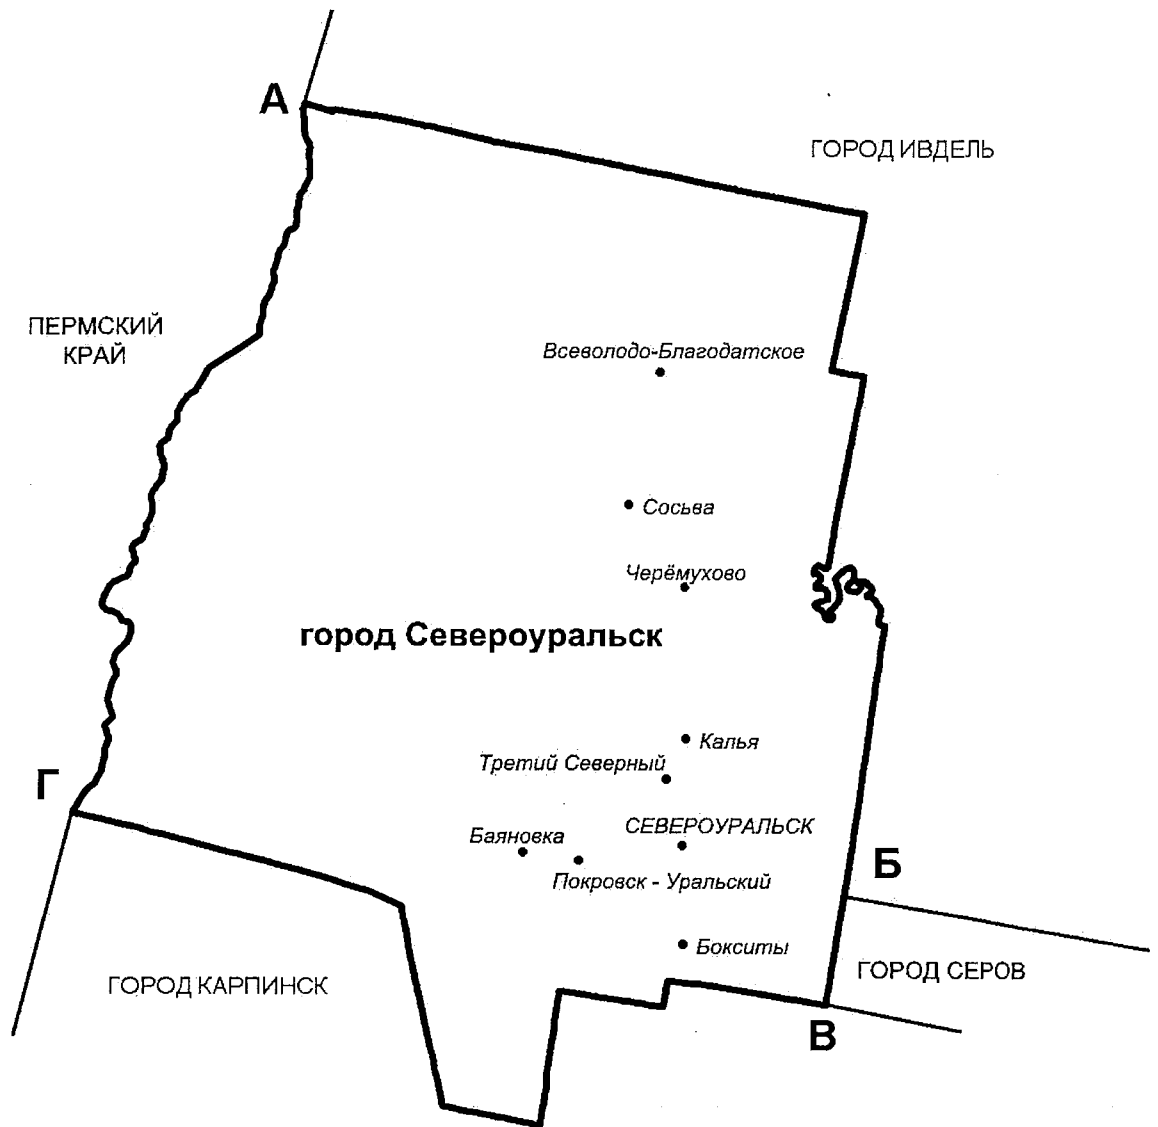 А
ГОРОД ИВДЕЛЬ
ПЕРМСКИЙ
КРАЙ
Всеволодо-Благодатское
Сосьва
Черёмухово
город Североуральск
Калья
Третий Северный
Г
СЕВЕРОУРАЛЬСК
Баяновка
Б
Покровск - Уральский
Бокситы
ГОРОД СЕРОВ
ГОРОД КАРПИНСК
В